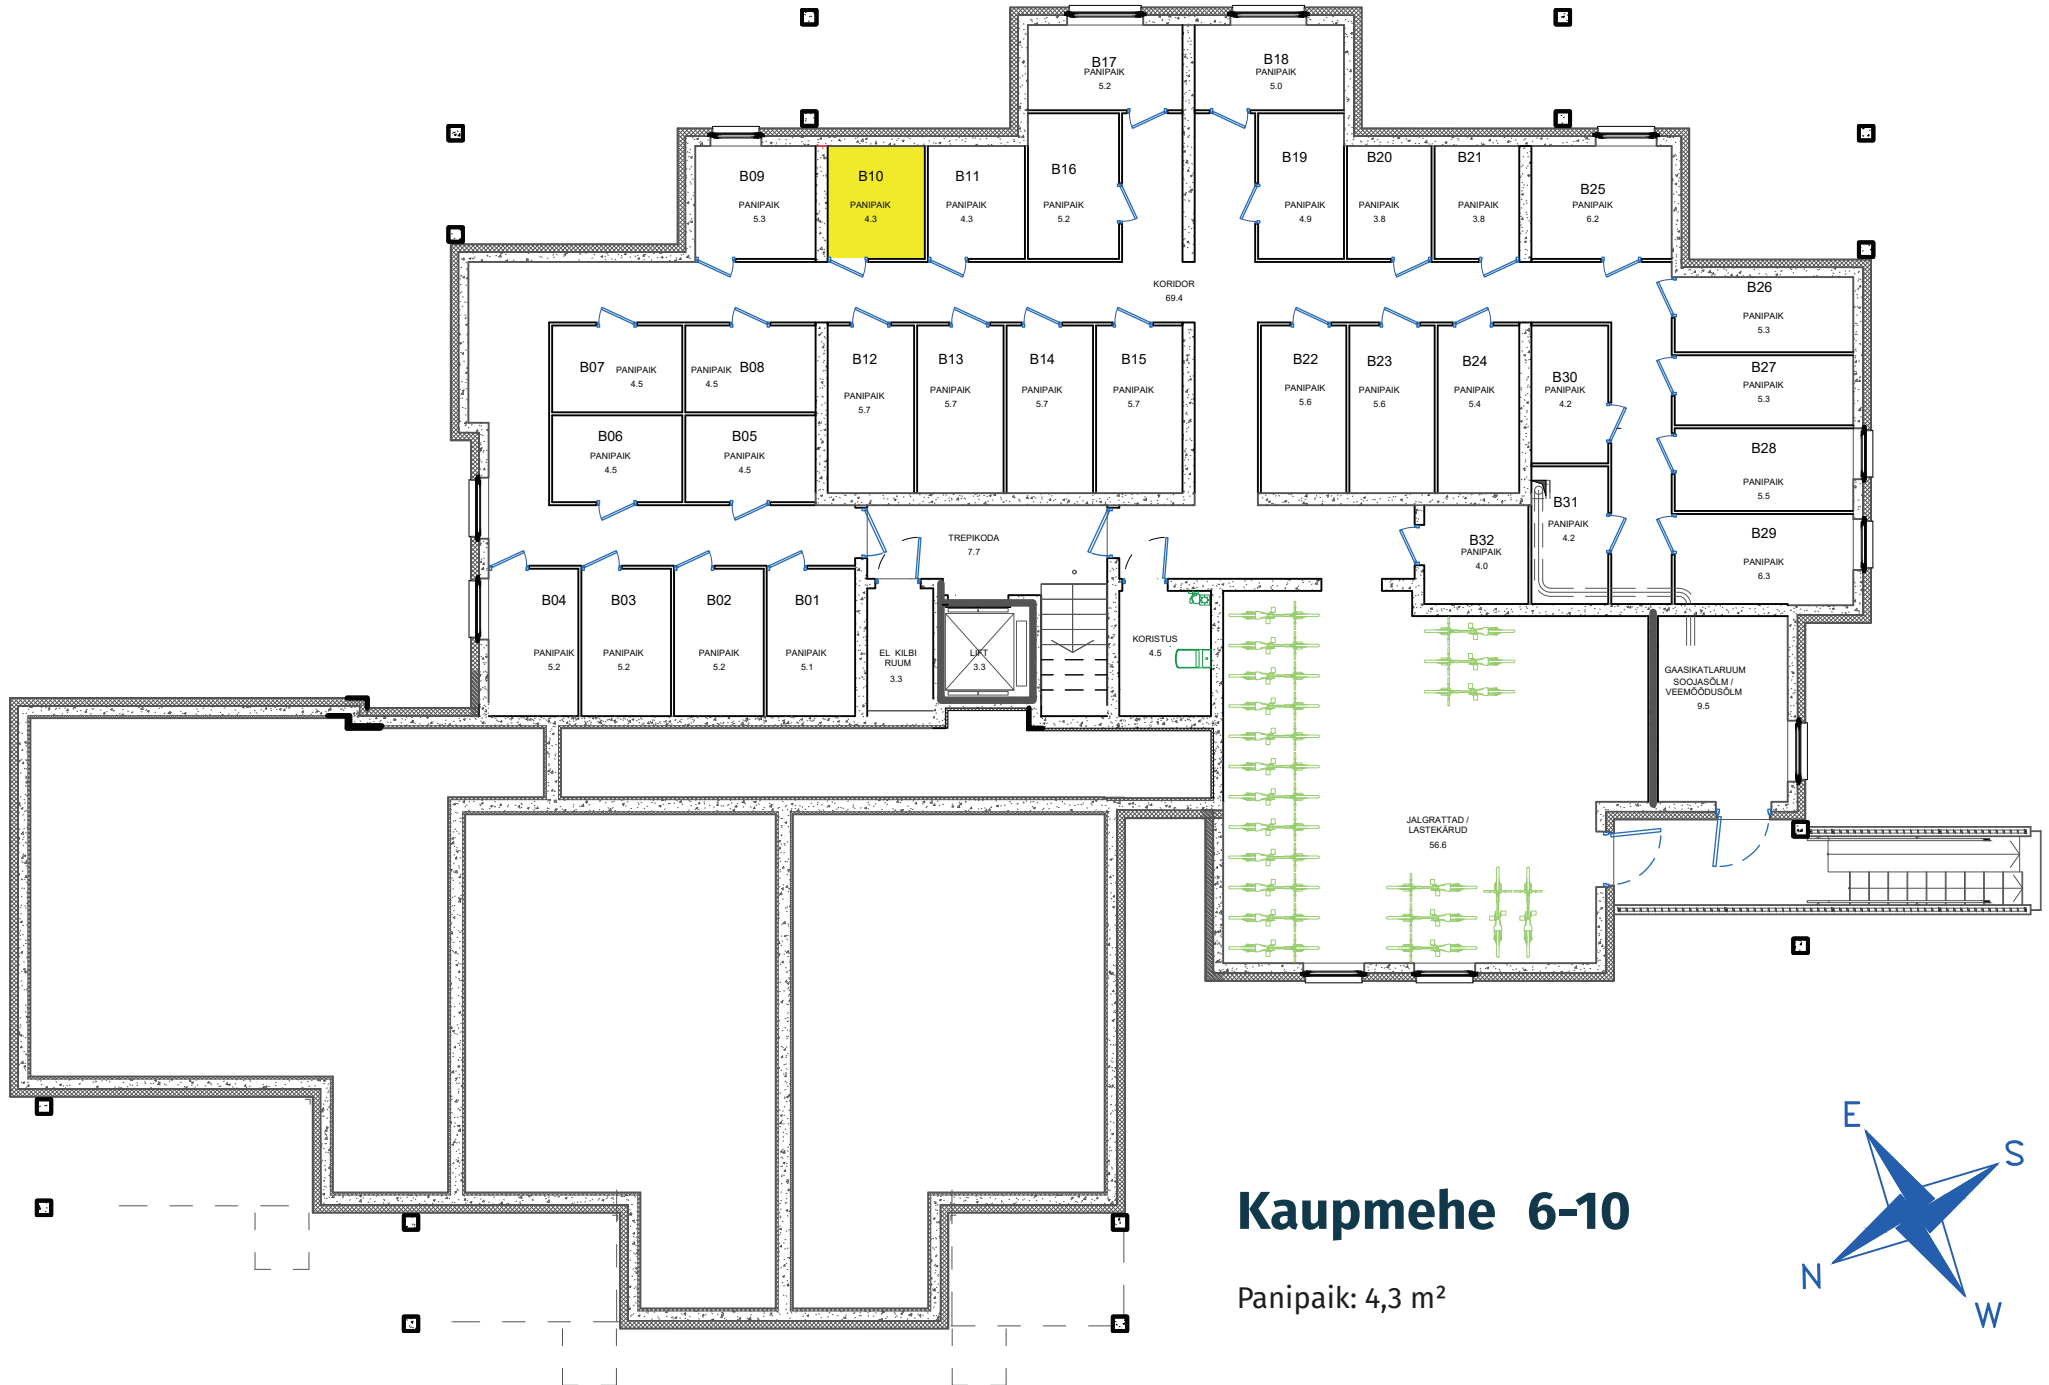 B17
PANIPAIK
5.2
B18
PANIPAIK
5.0
B09
PANIPAIK
5.3
B10
PANIPAIK
4.3
B11
PANIPAIK
4.3
B16
PANIPAIK
5.2
B19
PANIPAIK
4.9
B20
PANIPAIK
3.8
B21
PANIPAIK
3.8
B25
PANIPAIK
6.2
KORIDOR
69.4
B26
PANIPAIK
5.3
B07
PANIPAIK
4.5
PANIPAIK
4.5
B08
B12
PANIPAIK
5.7
B13
PANIPAIK
5.7
B14
PANIPAIK
5.7
B15
PANIPAIK
5.7
B22
PANIPAIK
5.6
B23
PANIPAIK
5.6
B24
PANIPAIK
5.4
B30
PANIPAIK
4.2
B27
PANIPAIK
5.3
B06
PANIPAIK
4.5
B05
PANIPAIK
4.5
B28
PANIPAIK
5.5
B31
PANIPAIK
4.2
B29
PANIPAIK
6.3
B32
PANIPAIK
4.0
TREPIKODA
7.7
B04
PANIPAIK
5.2
B03
PANIPAIK
5.2
B02
PANIPAIK
5.2
B01
PANIPAIK
5.1
EL KILBI
RUUM
3.3
LIFT
3.3
KORISTUS
4.5
GAASIKATLARUUM
SOOJASÕLM /
VEEMÕÕDUSÕLM
9.5
JALGRATTAD /
LASTEKÄRUD
56.6
Kaupmehe 6-10
Panipaik: 4,3 m²
E
S
N
W